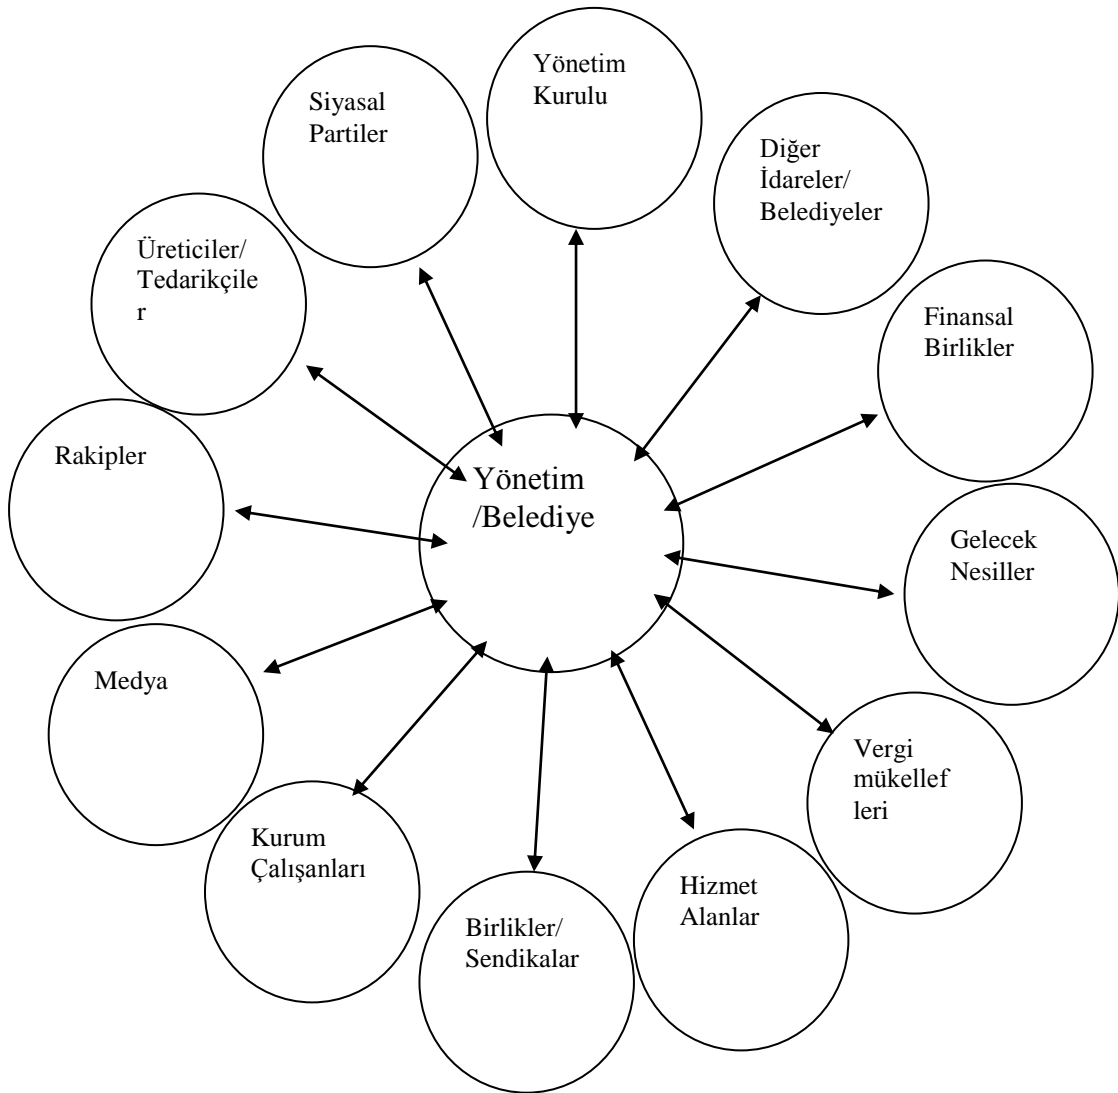 Yönetim
Kurulu
Siyasal
Partiler
Diğer
İdareler/
Belediyeler
Üreticiler/
Tedarikçile
r
Finansal
Birlikler
Rakipler
Yönetim
/Belediye
Gelecek
Nesiller
Medya
Vergi
mükellef
leri
Kurum
Çalışanları
Hizmet
Alanlar
Birlikler/
Sendikalar